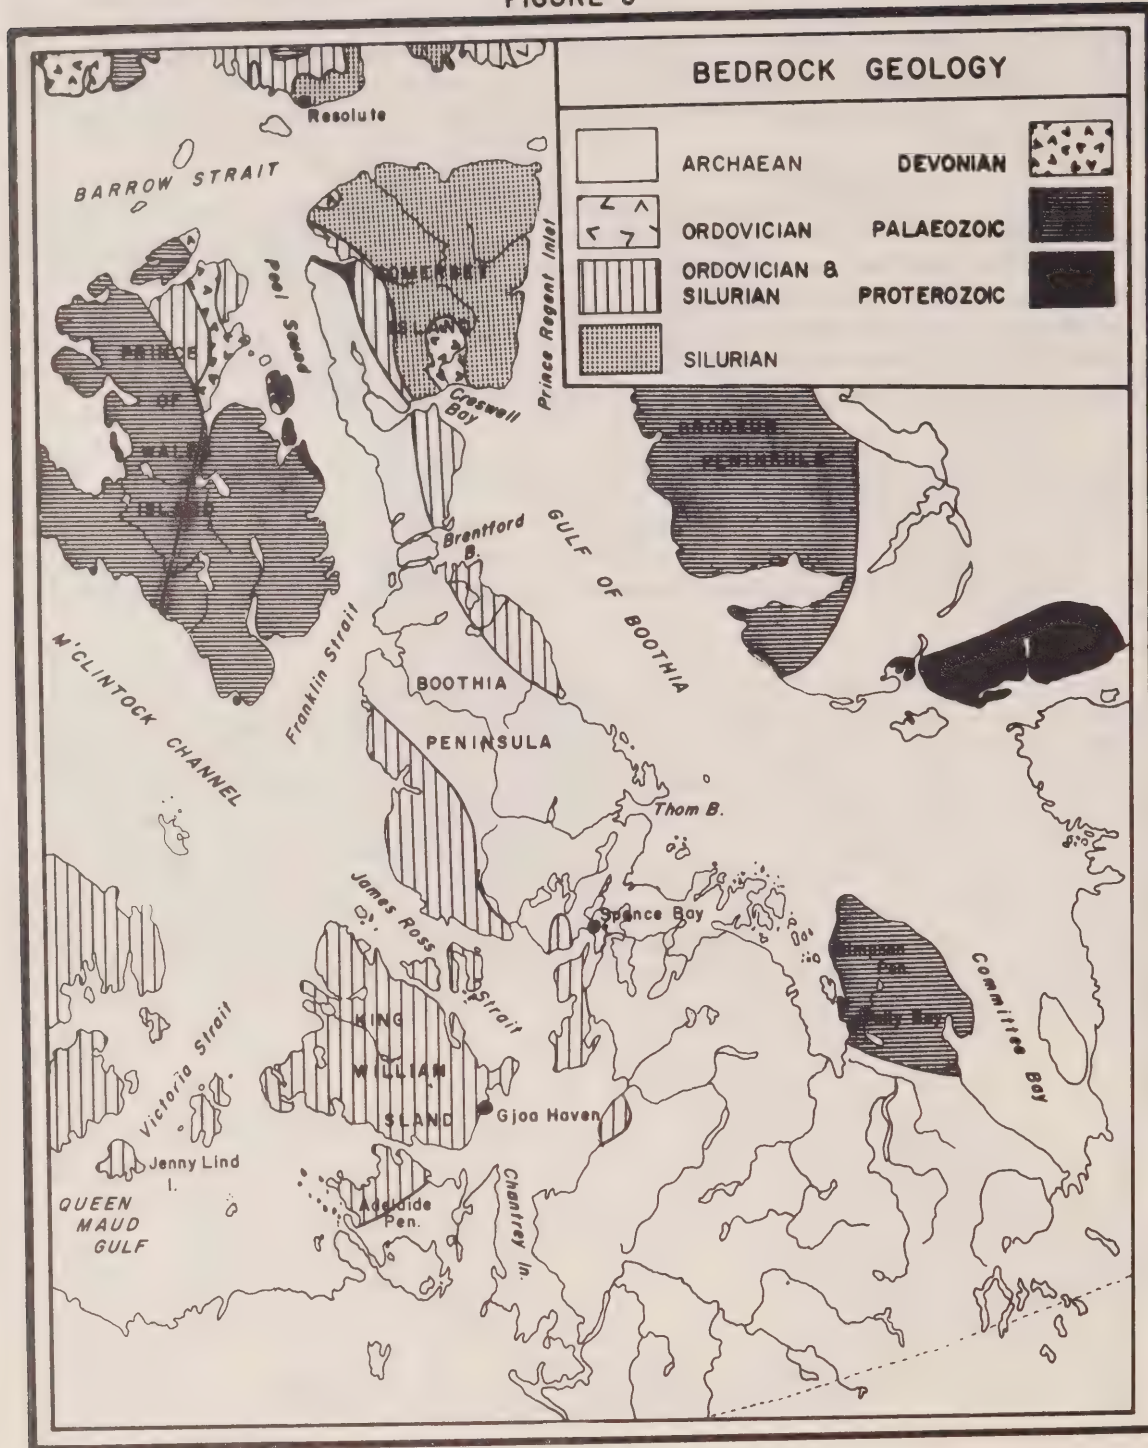 BEDROCK GEOLOGY
ARCHAEAN
DEVONIAN
ORDOVICIAN
PALAEOZOIC
ORDOVICIAN &
SILURIAN
PROTEROZOIC
SILURIAN
Resolute
BARROW STRAIT
Peel Sound
SOMERSET
ISLAND
Prince Regent Inlet
PRINCE
OF
WALES
ISLAND
Creswell
Bay
BRODEUR
PENINSULE
Brentford
B.
GULF OF BOOTHIA
M'CLINTOCK CHANNEL
Franklin Strait
BOOTHIA
PENINSULA
Thom B.
James Ross Strait
Spence Bay
Simpson
Pen.
Pelly Bay
Committee Bay
KING
WILLIAM
ISLAND
Victoria Strait
Gjoa Haven
Jenny Lind
I.
QUEEN
MAUD
GULF
Adelaide
Pen.
Chantrey In.